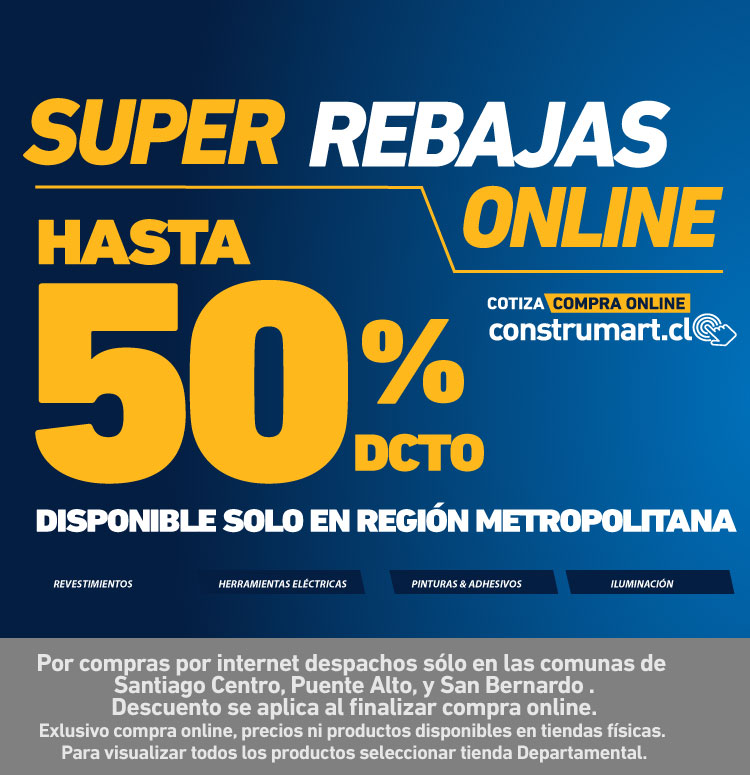 SUPER REBAJAS
ONLINE
HASTA
50%
DCTO
COTIZA COMPRA ONLINE
construmart.cl
DISPONIBLE SOLO EN REGIÓN METROPOLITANA
REVESTIMIENTOS
HERRAMIENTAS ELÉCTRICAS
PINTURAS & ADHESIVOS
ILUMINACIÓN
Por compras por internet despachos sólo en las comunas de
Santiago Centro, Puente Alto, y San Bernardo .
Descuento se aplica al finalizar compra online.
Exlusivo compra online, precios ni productos disponibles en tiendas físicas.
Para visualizar todos los productos seleccionar tienda Departamental.